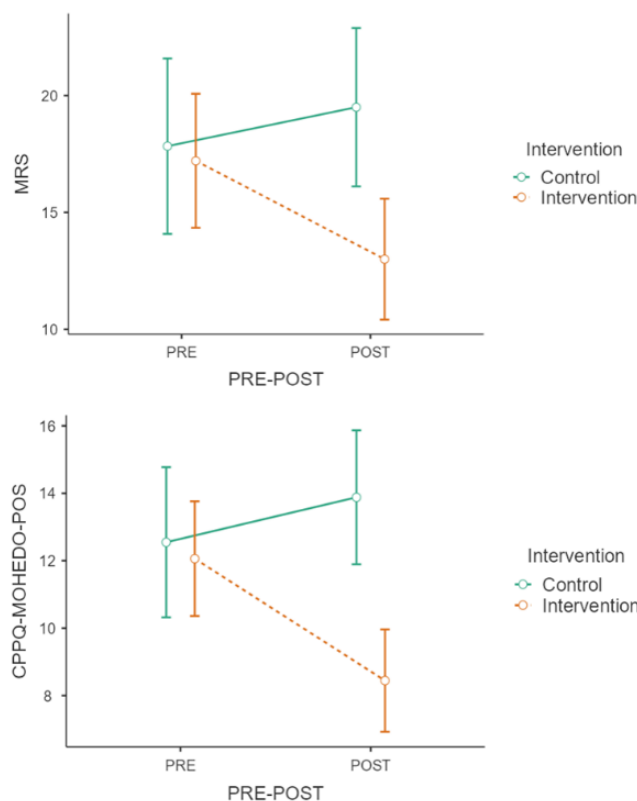 20
15
10
MRS
PRE
POST
PRE-POST
Intervention
Control
Intervention
16
14
12
10
8
CPPQ-MOHEDO-POS
PRE
POST
PRE-POST
Intervention
Control
Intervention